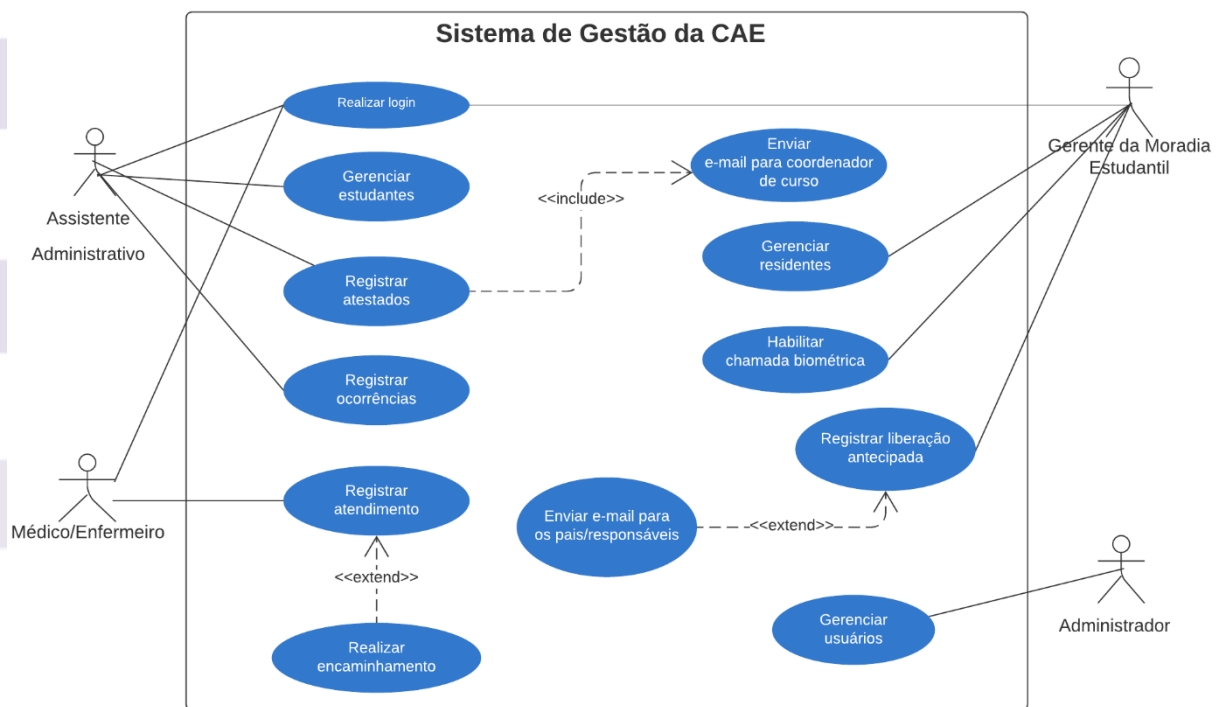 Sistema de Gestão da CAE
Realizar login
Gerenciar
estudantes
Registrar
atestados
Registrar
ocorrências
Registrar
atendimento
<<extend>>
Realizar
encaminhamento
Assistente
Administrativo
Médico/Enfermeiro
<<include>>
Enviar
e-mail para coordenador
de curso
Gerenciar
residentes
Habilitar
chamada biométrica
Registrar liberação
antecipada
Enviar e-mail para
os pais/responsáveis
<<extend>>
Gerenciar
usuários
Gerente da Moradia
Estudantil
Administrador